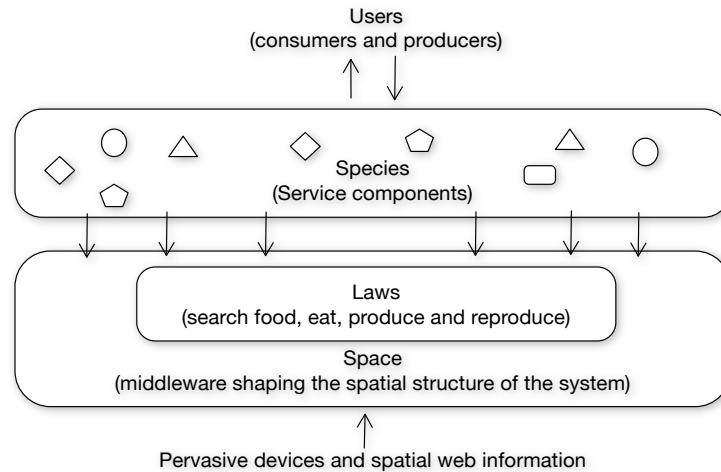 Users
(consumers and producers)
Species
(Service components)
Laws
(search food, eat, produce and reproduce)
Space
(middleware shaping the spatial structure of the system)
Pervasive devices and spatial web information